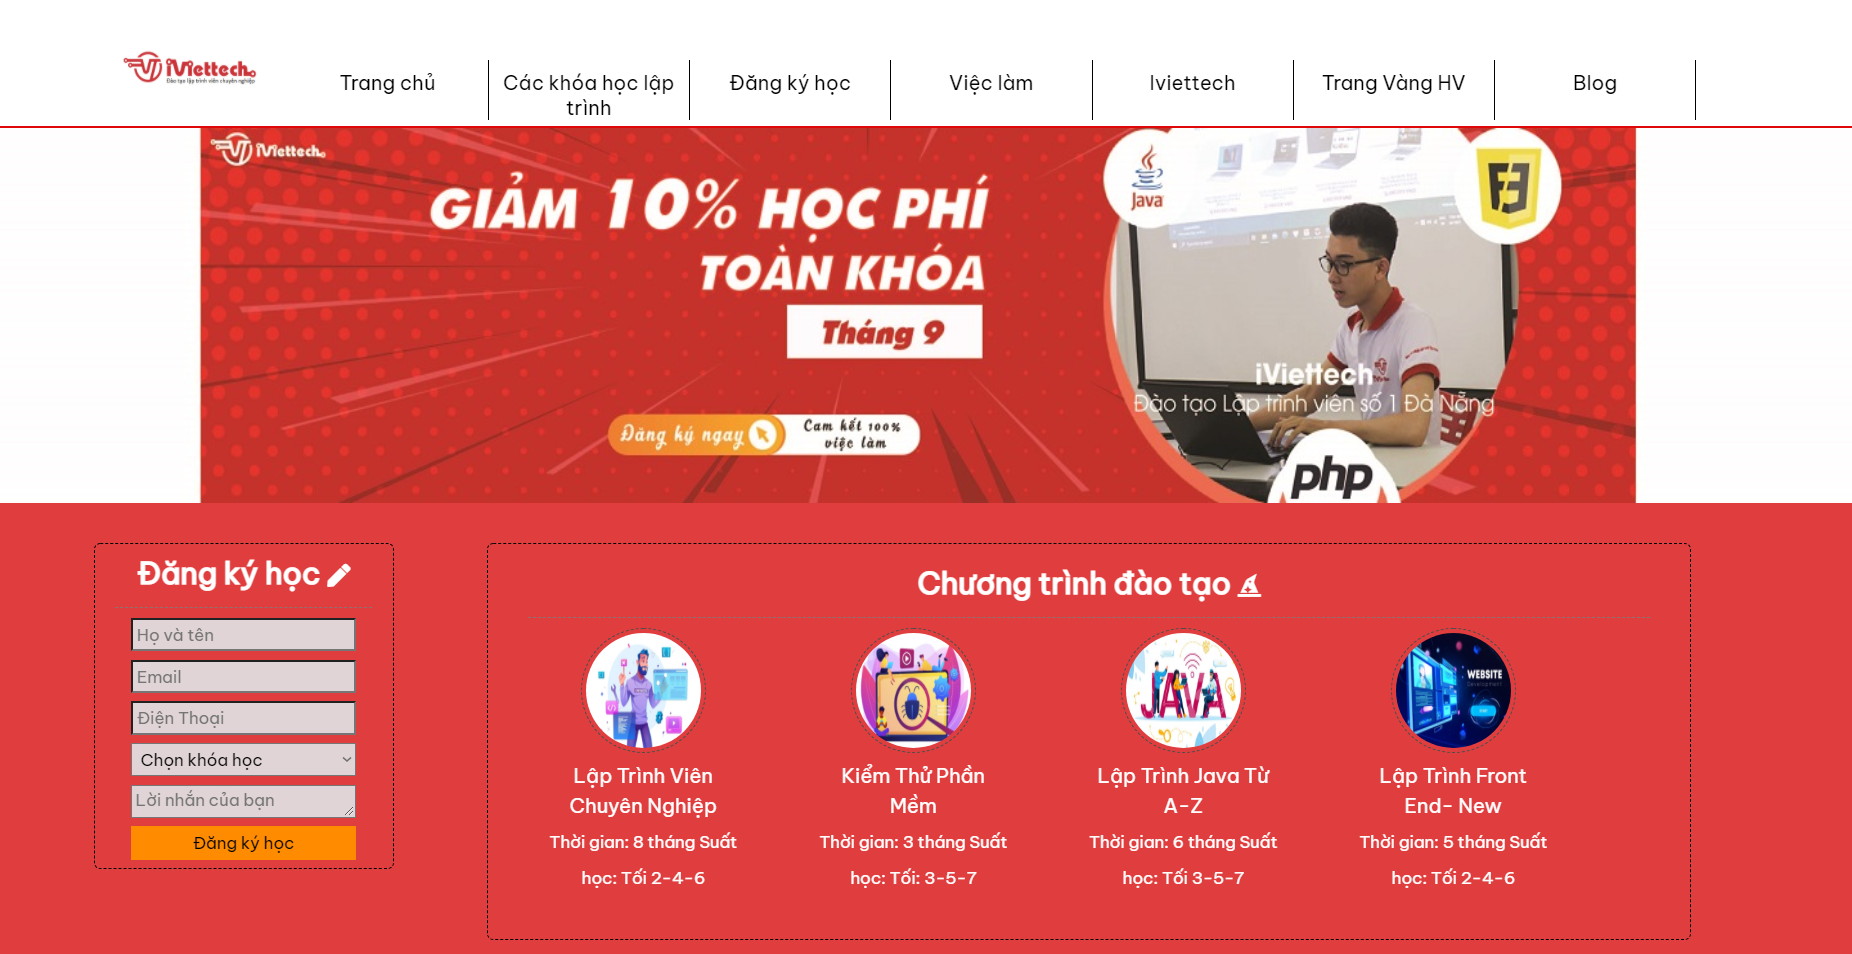 iViettech
Đào tạo lập trình viên chuyên nghiệp
Trang chủ
Các khóa học lập
trình
Đăng ký học
Việc làm
Iviettech
Trang Vàng HV
Blog
iViettech
GIẢM 10% HỌC PHÍ
TOÀN KHÓA
Tháng 9
Đăng ký ngay
Cam kết 100%
việc làm
Java
iViettech
Đào tạo Lập trình viên số 1 Đà Nẵng
php
Đăng ký học
Họ và tên
Email
Điện Thoại
Chọn khóa học
Lời nhắn của bạn
Đăng ký học
Chương trình đào tạo
JAVA
WEBSITE
Development
Lập Trình Viên
Chuyên Nghiệp
Thời gian: 8 tháng Suất
học: Tối 2-4-6
Kiểm Thử Phần
Mềm
Thời gian: 3 tháng Suất
học: Tối: 3-5-7
Lập Trình Java Từ
A-Z
Thời gian: 6 tháng Suất
học: Tối 3-5-7
Lập Trình Front
End- New
Thời gian: 5 tháng Suất
học: Tối 2-4-6